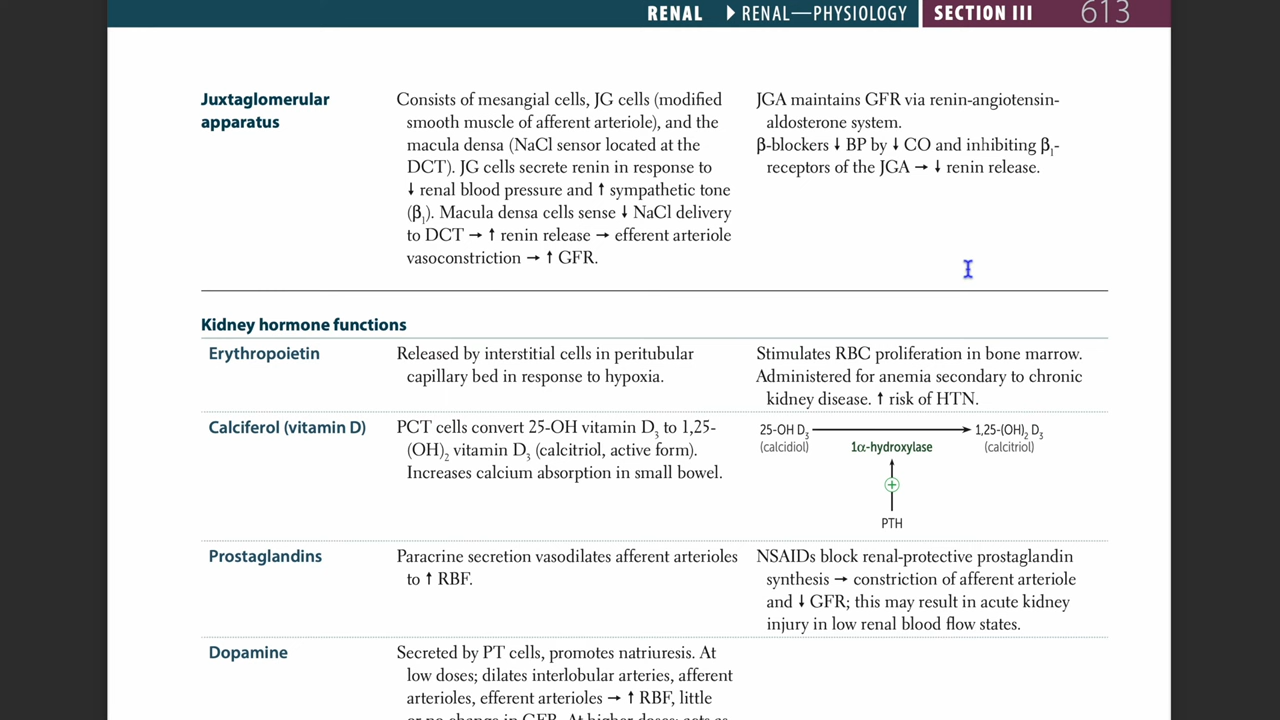 RENAL ▶ RENAL—PHYSIOLOGY SECTION III 613
Juxtaglomerular
apparatus
Consists of mesangial cells, JG cells (modified
smooth muscle of afferent arteriole), and the
macula densa (NaCl sensor located at the
DCT). JG cells secrete renin in response to
↓ renal blood pressure and ↑ sympathetic tone
(β₁). Macula densa cells sense ↓ NaCl delivery
to DCT → ↑ renin release → efferent arteriole
vasoconstriction → ↑ GFR.
JGA maintains GFR via renin-angiotensin-
aldosterone system.
β-blockers ↓ BP by ↓ CO and inhibiting β₁-
receptors of the JGA → ↓ renin release.
Kidney hormone functions
Erythropoietin
Released by interstitial cells in peritubular
capillary bed in response to hypoxia.
Stimulates RBC proliferation in bone marrow.
Administered for anemia secondary to chronic
kidney disease. ↑ risk of HTN.
Calciferol (vitamin D)
PCT cells convert 25-OH vitamin D₃ to 1,25-
(OH)₂ vitamin D₃ (calcitriol, active form).
Increases calcium absorption in small bowel.
25-OH D₃ → 1,25-(OH)₂ D₃
(calcidiol) 1α-hydroxylase (calcitriol)
+
PTH
Prostaglandins
Paracrine secretion vasodilates afferent arterioles
to ↑ RBF.
NSAIDs block renal-protective prostaglandin
synthesis → constriction of afferent arteriole
and ↓ GFR; this may result in acute kidney
injury in low renal blood flow states.
Dopamine
Secreted by PT cells, promotes natriuresis. At
low doses; dilates interlobular arteries, afferent
arterioles, efferent arterioles → ↑ RBF, little
or no change in GFR. At higher doses; acts as